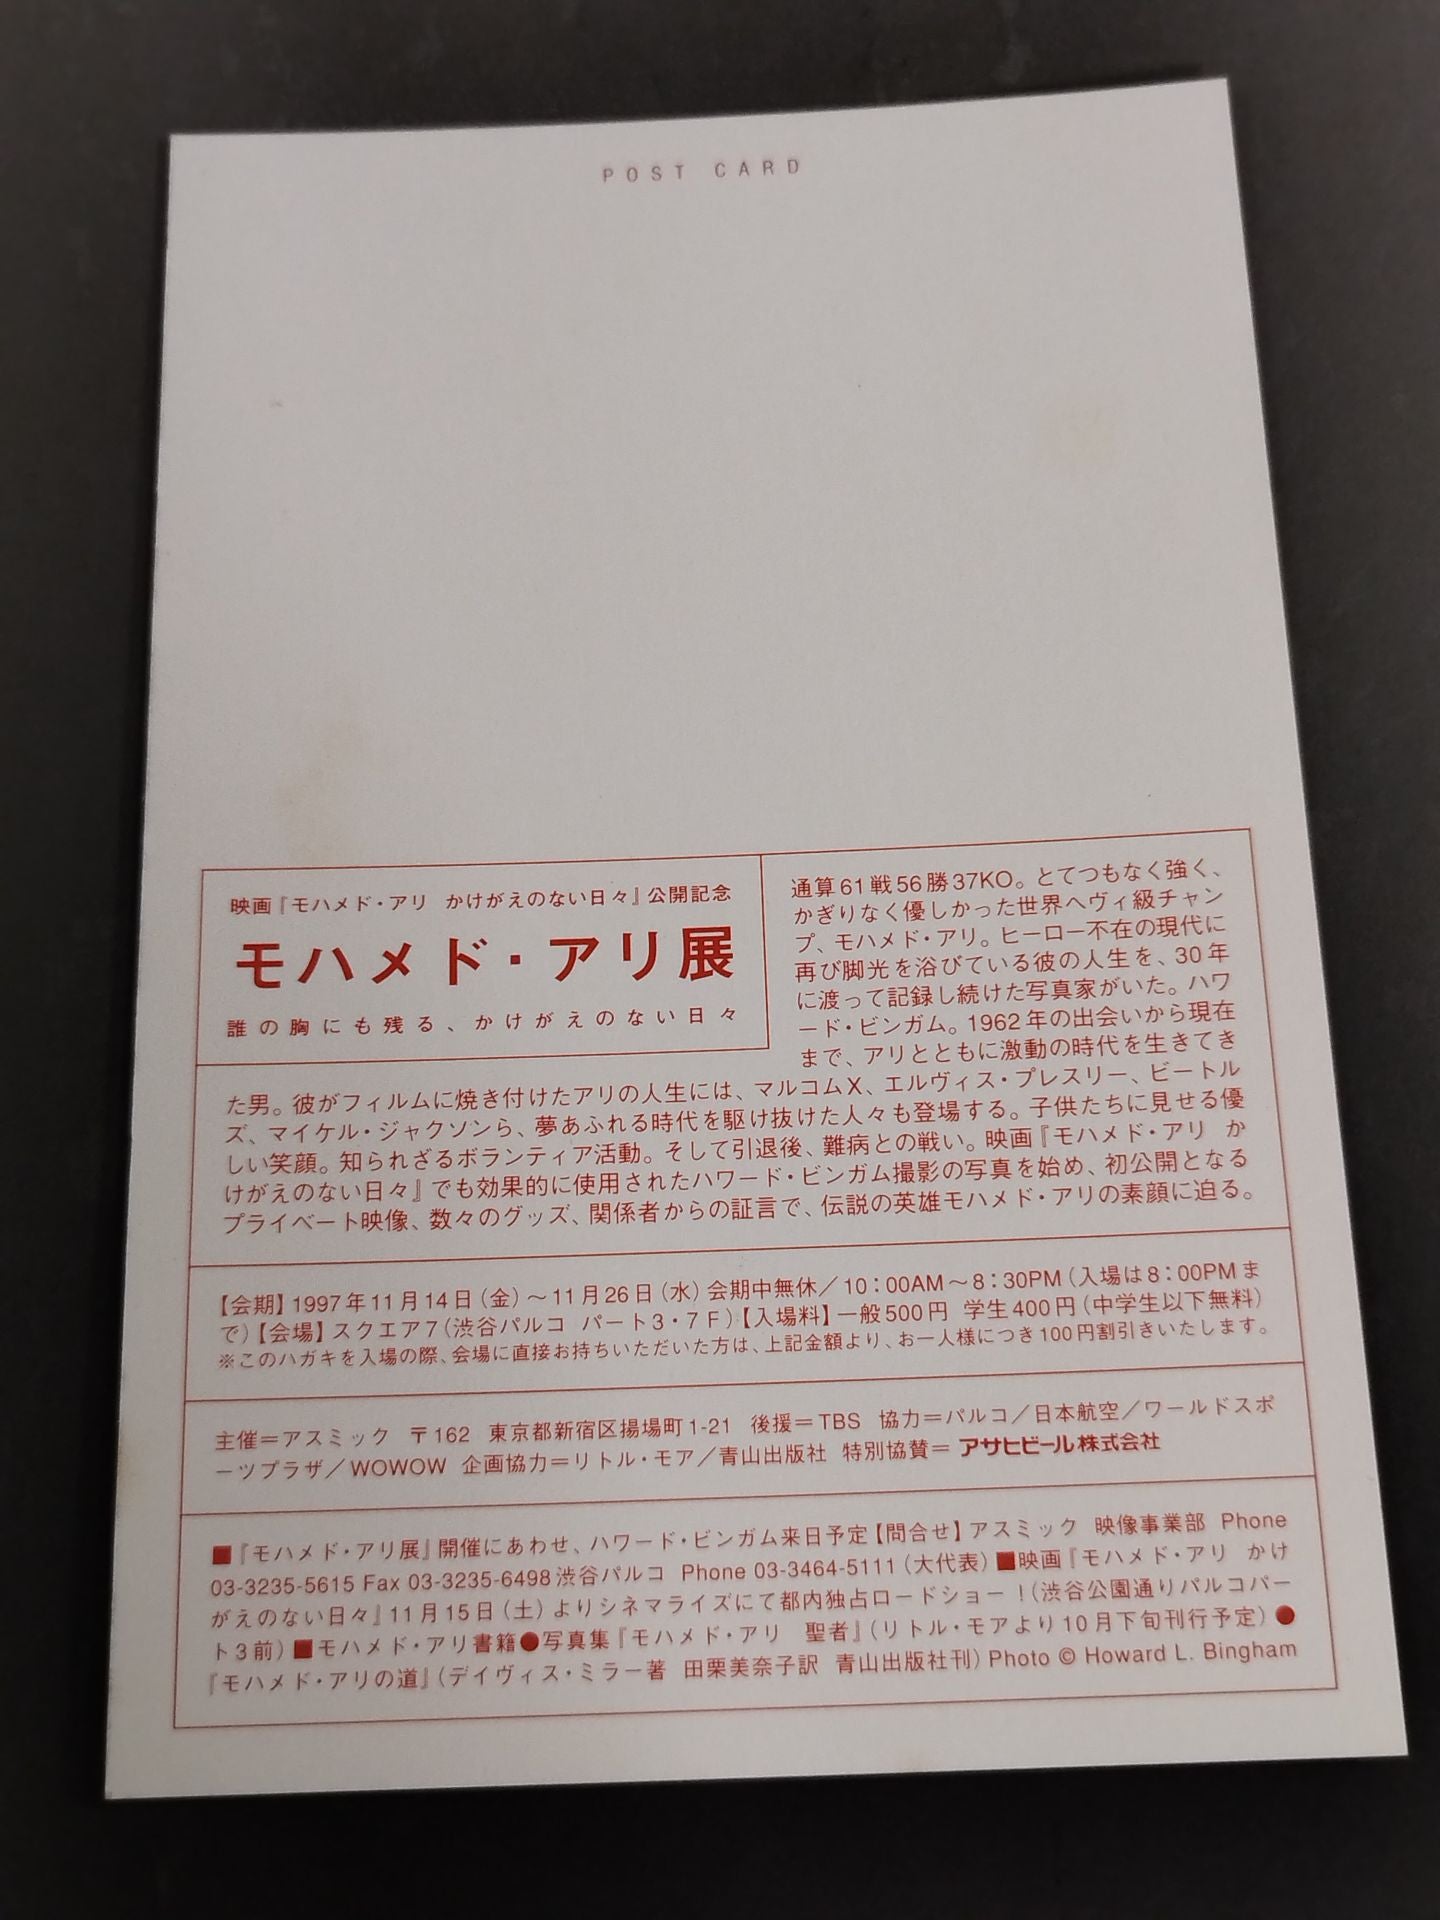 POST CARD
映画『モハメド・アリ かけがえのない日々』公開記念
モハメド・アリ展
誰の胸にも残る、かけがえのない日々
通算61戦56勝37KO。とてつもなく強く、
かぎりなく優しかった世界ヘヴィ級チャン
プ、モハメド・アリ。ヒーロー不在の現代に
再び脚光を浴びている彼の人生を、30年
に渡って記録し続けた写真家がいた。ハワ
ード・ビンガム。1962年の出会いから現在
まで、アリとともに激動の時代を生きてき
た男。彼がフィルムに焼き付けたアリの人生には、マルコムX、エルヴィス・プレスリー、ビートル
ズ、マイケル・ジャクソンら、夢あふれる時代を駆け抜けた人々も登場する。子供たちに見せる優
しい笑顔。知られざるボランティア活動。そして引退後、難病との戦い。映画『モハメド・アリ か
けがえのない日々』でも効果的に使用されたハワード・ビンガム撮影の写真を始め、初公開となる
プライベート映像、数々のグッズ、関係者からの証言で、伝説の英雄モハメド・アリの素顔に迫る。
【会期】1997年11月14日（金）〜11月26日（水）会期中無休／10：00AM〜8：30PM（入場は8：00PMま
で）【会場】スクエア7（渋谷パルコ パート3・7F）【入場料】一般500円 学生400円（中学生以下無料）
※このハガキを入場の際、会場に直接お持ちいただいた方は、上記金額より、お一人様につき100円割引きいたします。
主催＝アスミック 〒162 東京都新宿区揚場町1-21 後援＝TBS 協力＝パルコ／日本航空／ワールドスポ
ーツプラザ／WOWOW 企画協力＝リトル・モア／青山出版社 特別協賛＝ アサヒビール株式会社
■『モハメド・アリ展』開催にあわせ、ハワード・ビンガム来日予定【問合せ】アスミック 映像事業部 Phone
03-3235-5615 Fax 03-3235-6498渋谷パルコ Phone 03-3464-5111（大代表）■映画『モハメド・アリ かけ
がえのない日々』11月15日（土）よりシネマライズにて都内独占ロードショー！（渋谷公園通りパルコパー
ト3前）■モハメド・アリ書籍●写真集『モハメド・アリ 聖者』（リトル・モアより10月下旬刊行予定）●
『モハメド・アリの道』（デイヴィス・ミラー著 田栗美奈子訳 青山出版社刊）Photo © Howard L. Bingham